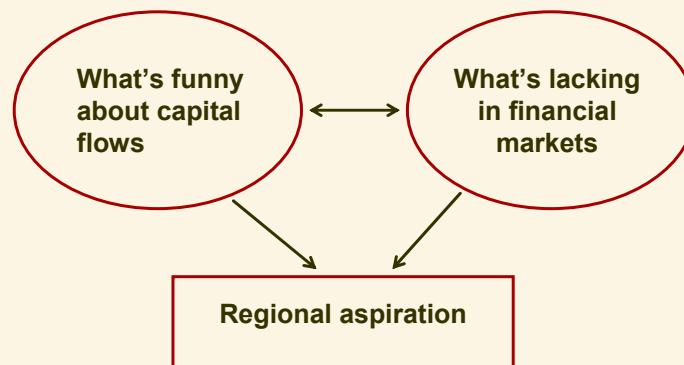 What’s funny
about capital
flows
What’s lacking
in financial
markets
Regional aspiration